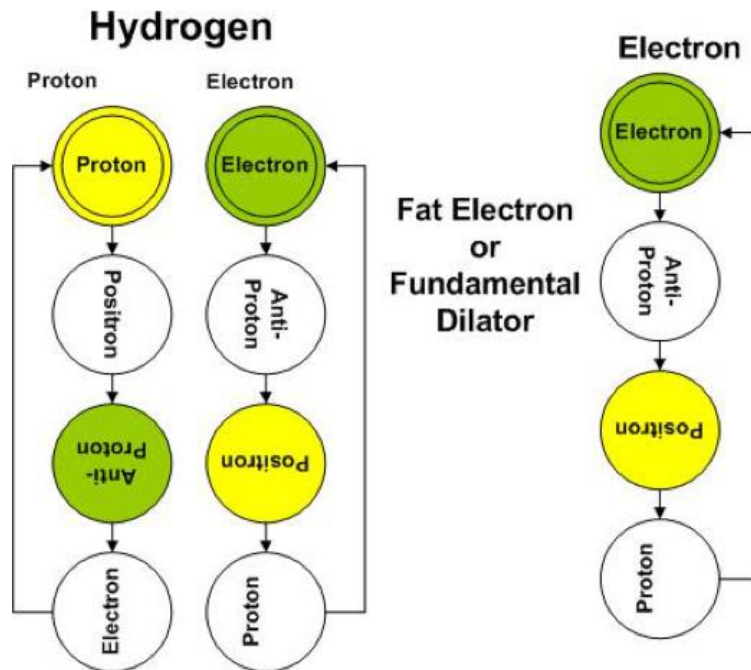 Hydrogen
Proton
Electron
Proton
Positron
Anti-
Proton
Electron
Electron
Anti-
Proton
Positron
Proton
Fat Electron
or
Fundamental
Dilator
Electron
Electron
Anti-
Proton
Positron
Proton